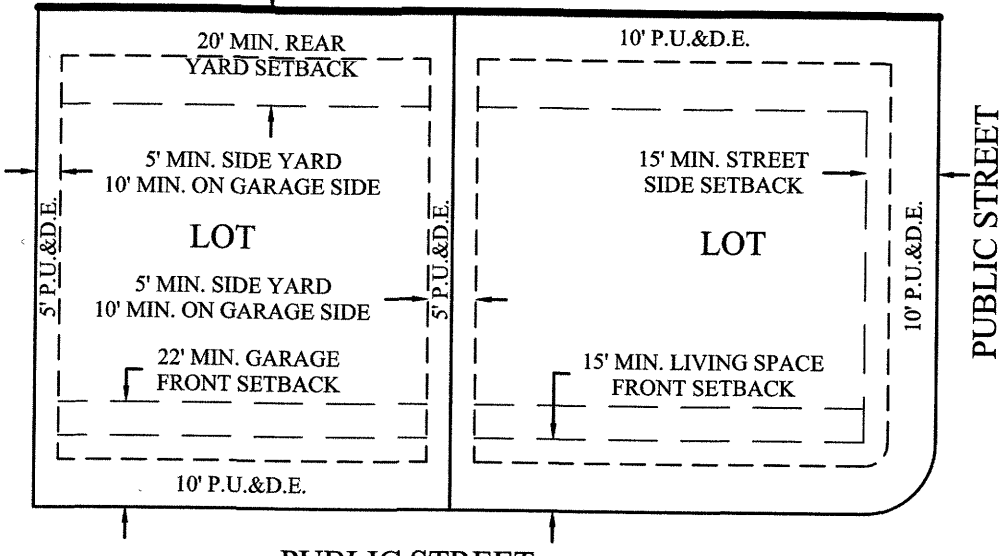 20' MIN. REAR
YARD SETBACK
10' P.U.&D.E.
5' MIN. SIDE YARD
10' MIN. ON GARAGE SIDE
15' MIN. STREET
SIDE SETBACK
PUBLIC STREET
5' P.U.&D.E.
LOT
5' P.U.&D.E.
LOT
10' P.U.&D.E.
5' MIN. SIDE YARD
10' MIN. ON GARAGE SIDE
22' MIN. GARAGE
FRONT SETBACK
15' MIN. LIVING SPACE
FRONT SETBACK
10' P.U.&D.E.
PUBLIC STREET